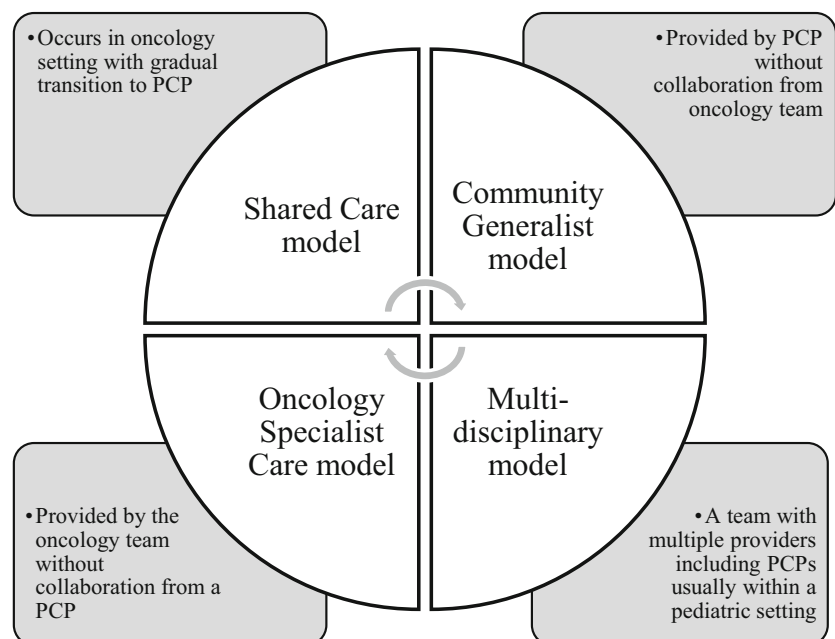 •Occurs in oncology
setting with gradual
transition to PCP
•Provided by PCP
without
collaboration from
oncology team
Shared Care
model
Community
Generalist
model
Oncology
Specialist
Care model
Multi-
disciplinary
model
•Provided by the
oncology team
without
collaboration from a
PCP
•A team with
multiple providers
including PCPs
usually within a
pediatric setting